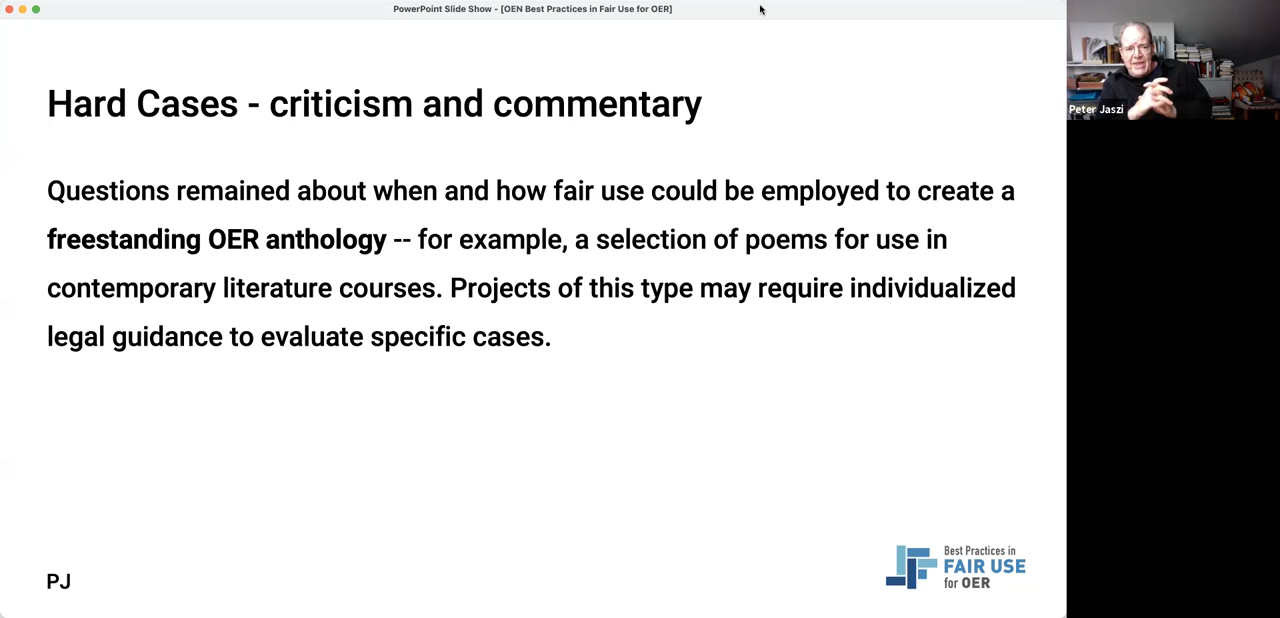 PowerPoint Slide Show - [OEN Best Practices in Fair Use for OER]
Hard Cases - criticism and commentary
Questions remained about when and how fair use could be employed to create a
freestanding OER anthology -- for example, a selection of poems for use in
contemporary literature courses. Projects of this type may require individualized
legal guidance to evaluate specific cases.
PJ
Best Practices in
FAIR USE
for OER
Peter Jaszi